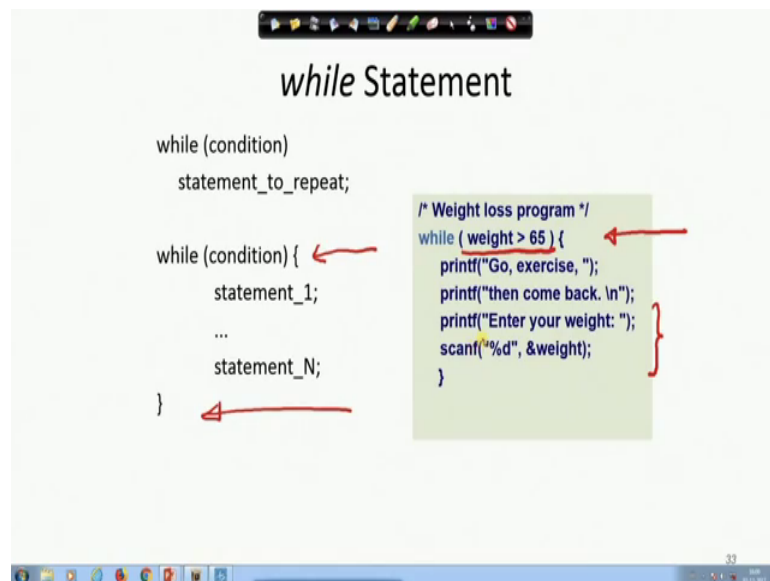 while Statement
while (condition)
statement_to_repeat;
while (condition) {
statement_1;
...
statement_N;
}
/* Weight loss program */
while ( weight > 65 ) {
printf("Go, exercise, ");
printf("then come back. \n");
printf("Enter your weight: ");
scanf("%d", &weight);
}
33